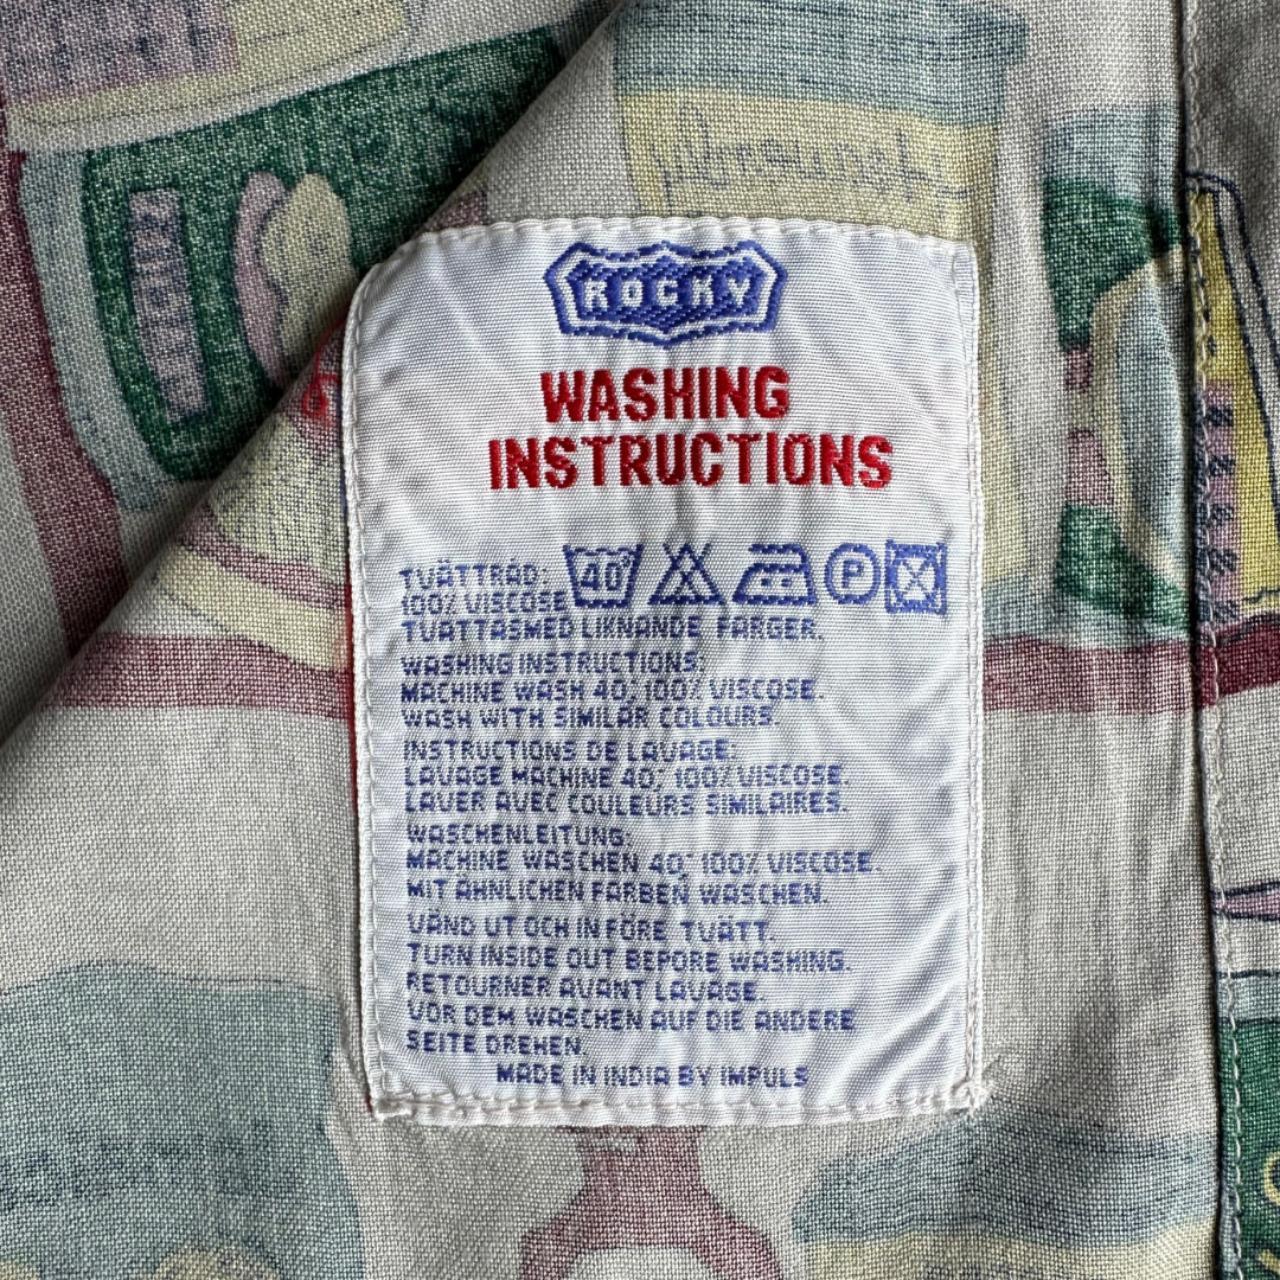 ROCKY
WASHING
INSTRUCTIONS
TVÄTTRÅD: 40°
P
100% VISCOSE
TVÄTTASMED LIKNANDE FÄRGER.
WASHING INSTRUCTIONS:
MACHINE WASH 40° 100% VISCOSE.
WASH WITH SIMILAR COLOURS.
INSTRUCTIONS DE LAVAGE:
LAVAGE MACHINE 40° 100% VISCOSE.
LAVER AVEC COULEURS SIMILAIRES.
WASCHENLEITUNG:
MACHINE WASCHEN 40° 100% VISCOSE.
MIT ÄHNLICHEN FARBEN WASCHEN.
VÄND UT OCH IN FÖRE TVÄTT.
TURN INSIDE OUT BEFORE WASHING.
RETOURNER AVANT LAVAGE.
VOR DEM WASCHEN AUF DIE ANDERE
SEITE DREHEN.
MADE IN INDIA BY IMPULS